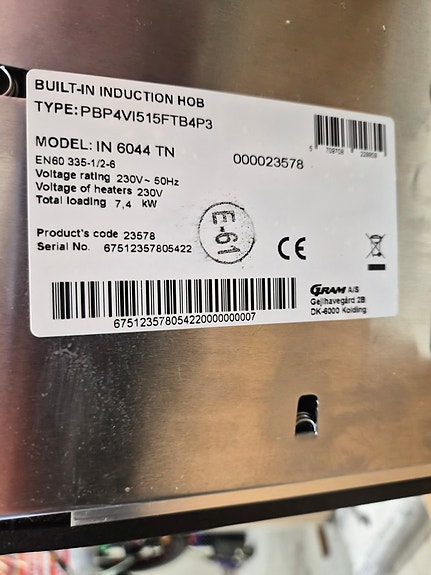 BUILT-IN INDUCTION HOB
TYPE: PBP4VI515FTB4P3
MODEL: IN 6044 TN
000023578
EN60 335-1/2-6
Voltage rating 230V~ 50Hz
Voltage of heaters 230V
Total loading 7,4 kW
Product's code 23578
Serial No. 67512357805422
E-61
CE
GRAM A/S
Gejlhavegård 2B
DK-6000 Kolding
675123578054220000000007